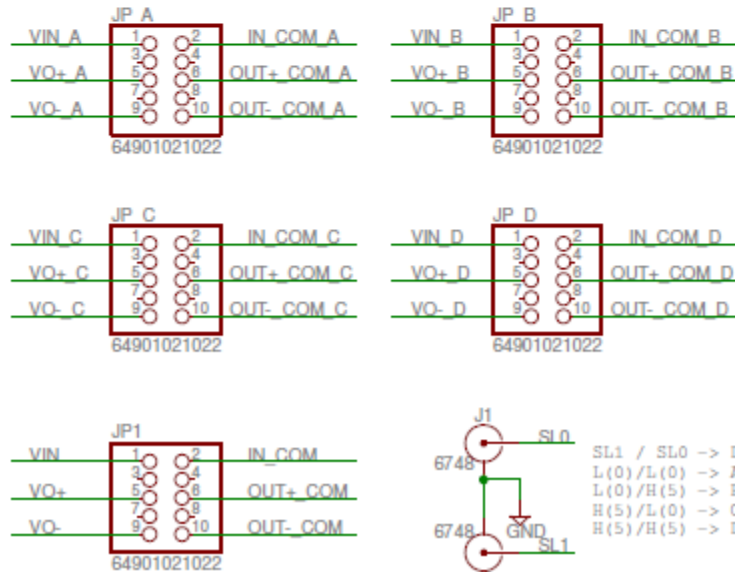 JP_A
VIN_A 1 2 IN_COM_A
3 4
VO+_A 5 6 OUT+_COM_A
7 8
VO-_A 9 10 OUT-_COM_A
64901021022
JP_B
VIN_B 1 2 IN_COM_B
3 4
VO+_B 5 6 OUT+_COM_B
7 8
VO-_B 9 10 OUT-_COM_B
64901021022
JP_C
VIN_C 1 2 IN_COM_C
3 4
VO+_C 5 6 OUT+_COM_C
7 8
VO-_C 9 10 OUT-_COM_C
64901021022
JP_D
VIN_D 1 2 IN_COM_D
3 4
VO+_D 5 6 OUT+_COM_D
7 8
VO-_D 9 10 OUT-_COM_D
64901021022
JP1
VIN 1 2 IN_COM
3 4
VO+ 5 6 OUT+_COM
7 8
VO- 9 10 OUT-_COM
64901021022
J1
SL0
6748
GND
6748
SL1
SL1 / SL0 ->
L(0)/L(0) -> A
L(0)/H(5) ->
H(5)/L(0) ->
H(5)/H(5) ->